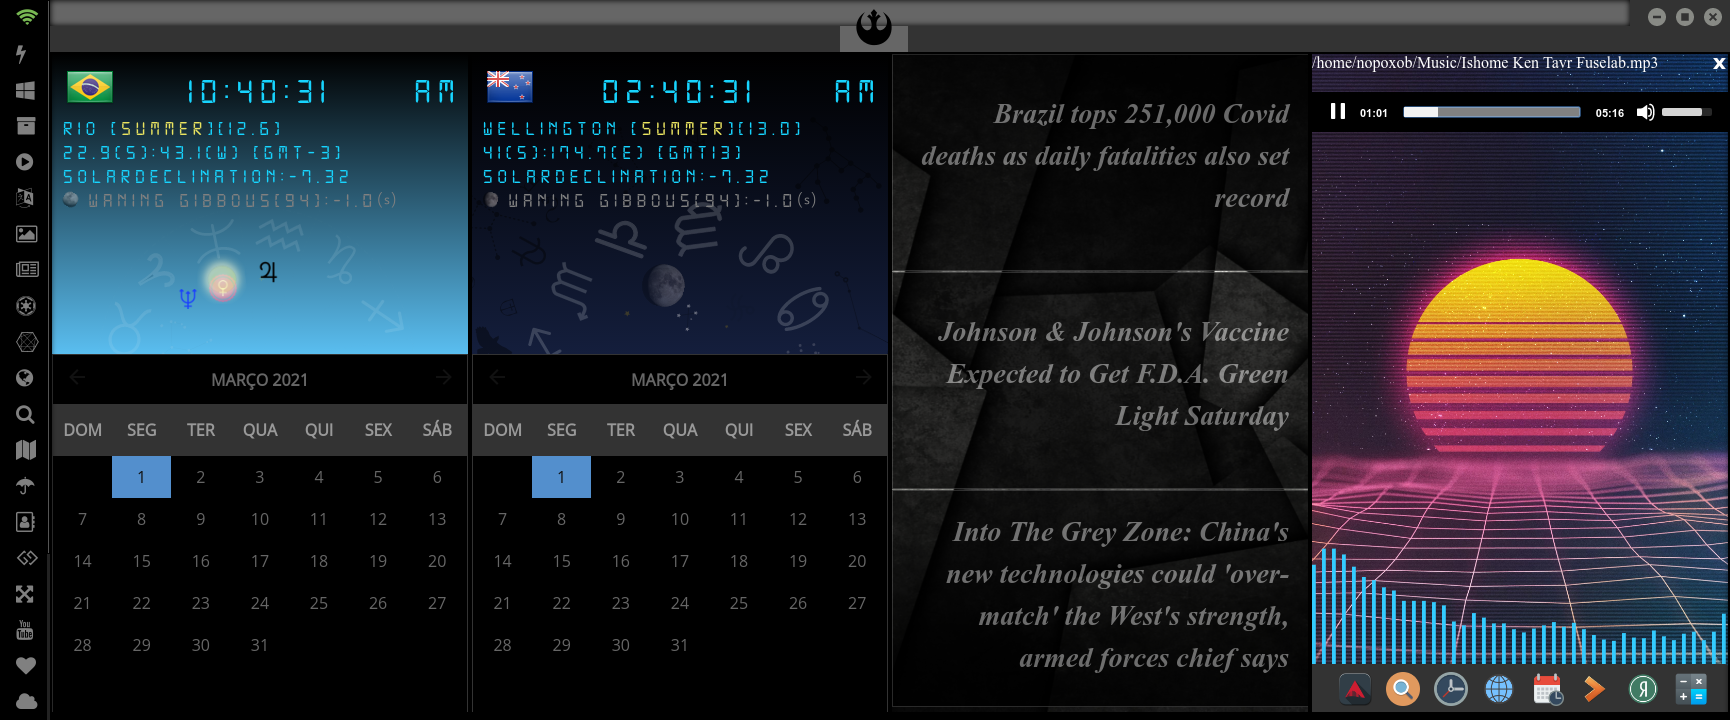 10:40:31 AM
RIO [SUMMER][12.6]
22.9(S):43.1(W) [GMT-3]
SOLARDECLINATION:-7.32
WANING GIBBOUS[94]:-1.0(s)
MARÇO 2021
DOM SEG TER QUA QUI SEX SÁB
1 2 3 4 5 6
7 8 9 10 11 12 13
14 15 16 17 18 19 20
21 22 23 24 25 26 27
28 29 30 31
02:40:31 AM
WELLINGTON [SUMMER][13.0]
41(S):174.7(E) [GMT13]
SOLARDECLINATION:-7.32
WANING GIBBOUS[94]:-1.0(s)
MARÇO 2021
DOM SEG TER QUA QUI SEX SÁB
1 2 3 4 5 6
7 8 9 10 11 12 13
14 15 16 17 18 19 20
21 22 23 24 25 26 27
28 29 30 31
Brazil tops 251,000 Covid
deaths as daily fatalities also set
record
Johnson & Johnson's Vaccine
Expected to Get F.D.A. Green
Light Saturday
Into The Grey Zone: China's
new technologies could 'over-
match' the West's strength,
armed forces chief says
/home/nopoxob/Music/Ishome Ken Tavr Fuselab.mp3 x
01:01 05:16
You
Tube
Я